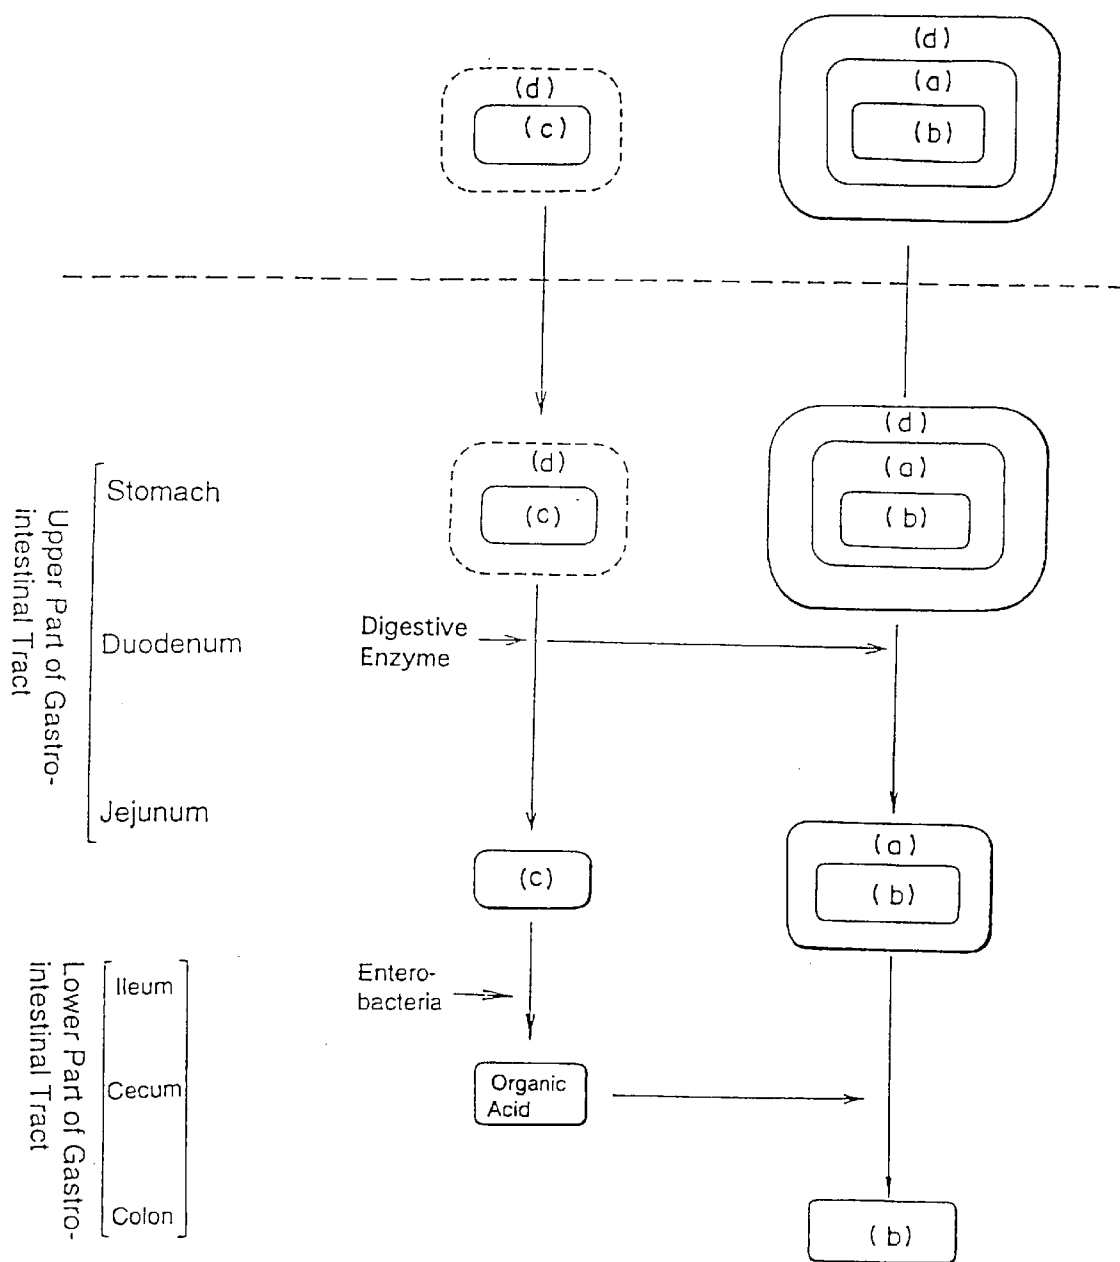 (d)
(c)
(d)
(a)
(b)
Upper Part of Gastro-
intestinal Tract
Stomach
Duodenum
Jejunum
(d)
(c)
(d)
(a)
(b)
Digestive
Enzyme
(c)
(a)
(b)
Lower Part of Gastro-
intestinal Tract
Ileum
Cecum
Colon
Entero-
bacteria
Organic
Acid
(b)